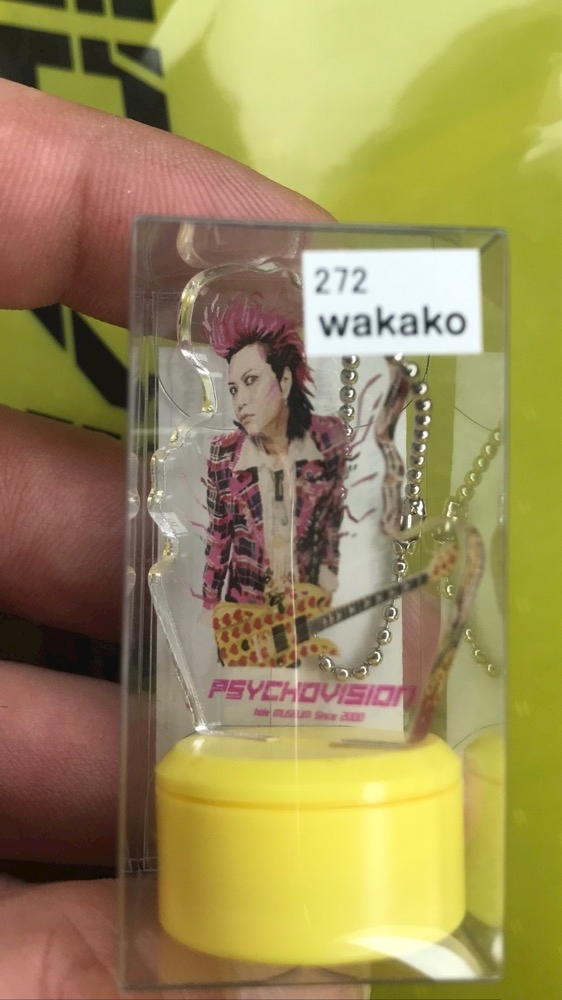 272
wakako
PSYCHOVISION
hide MUSEUM Since 2000